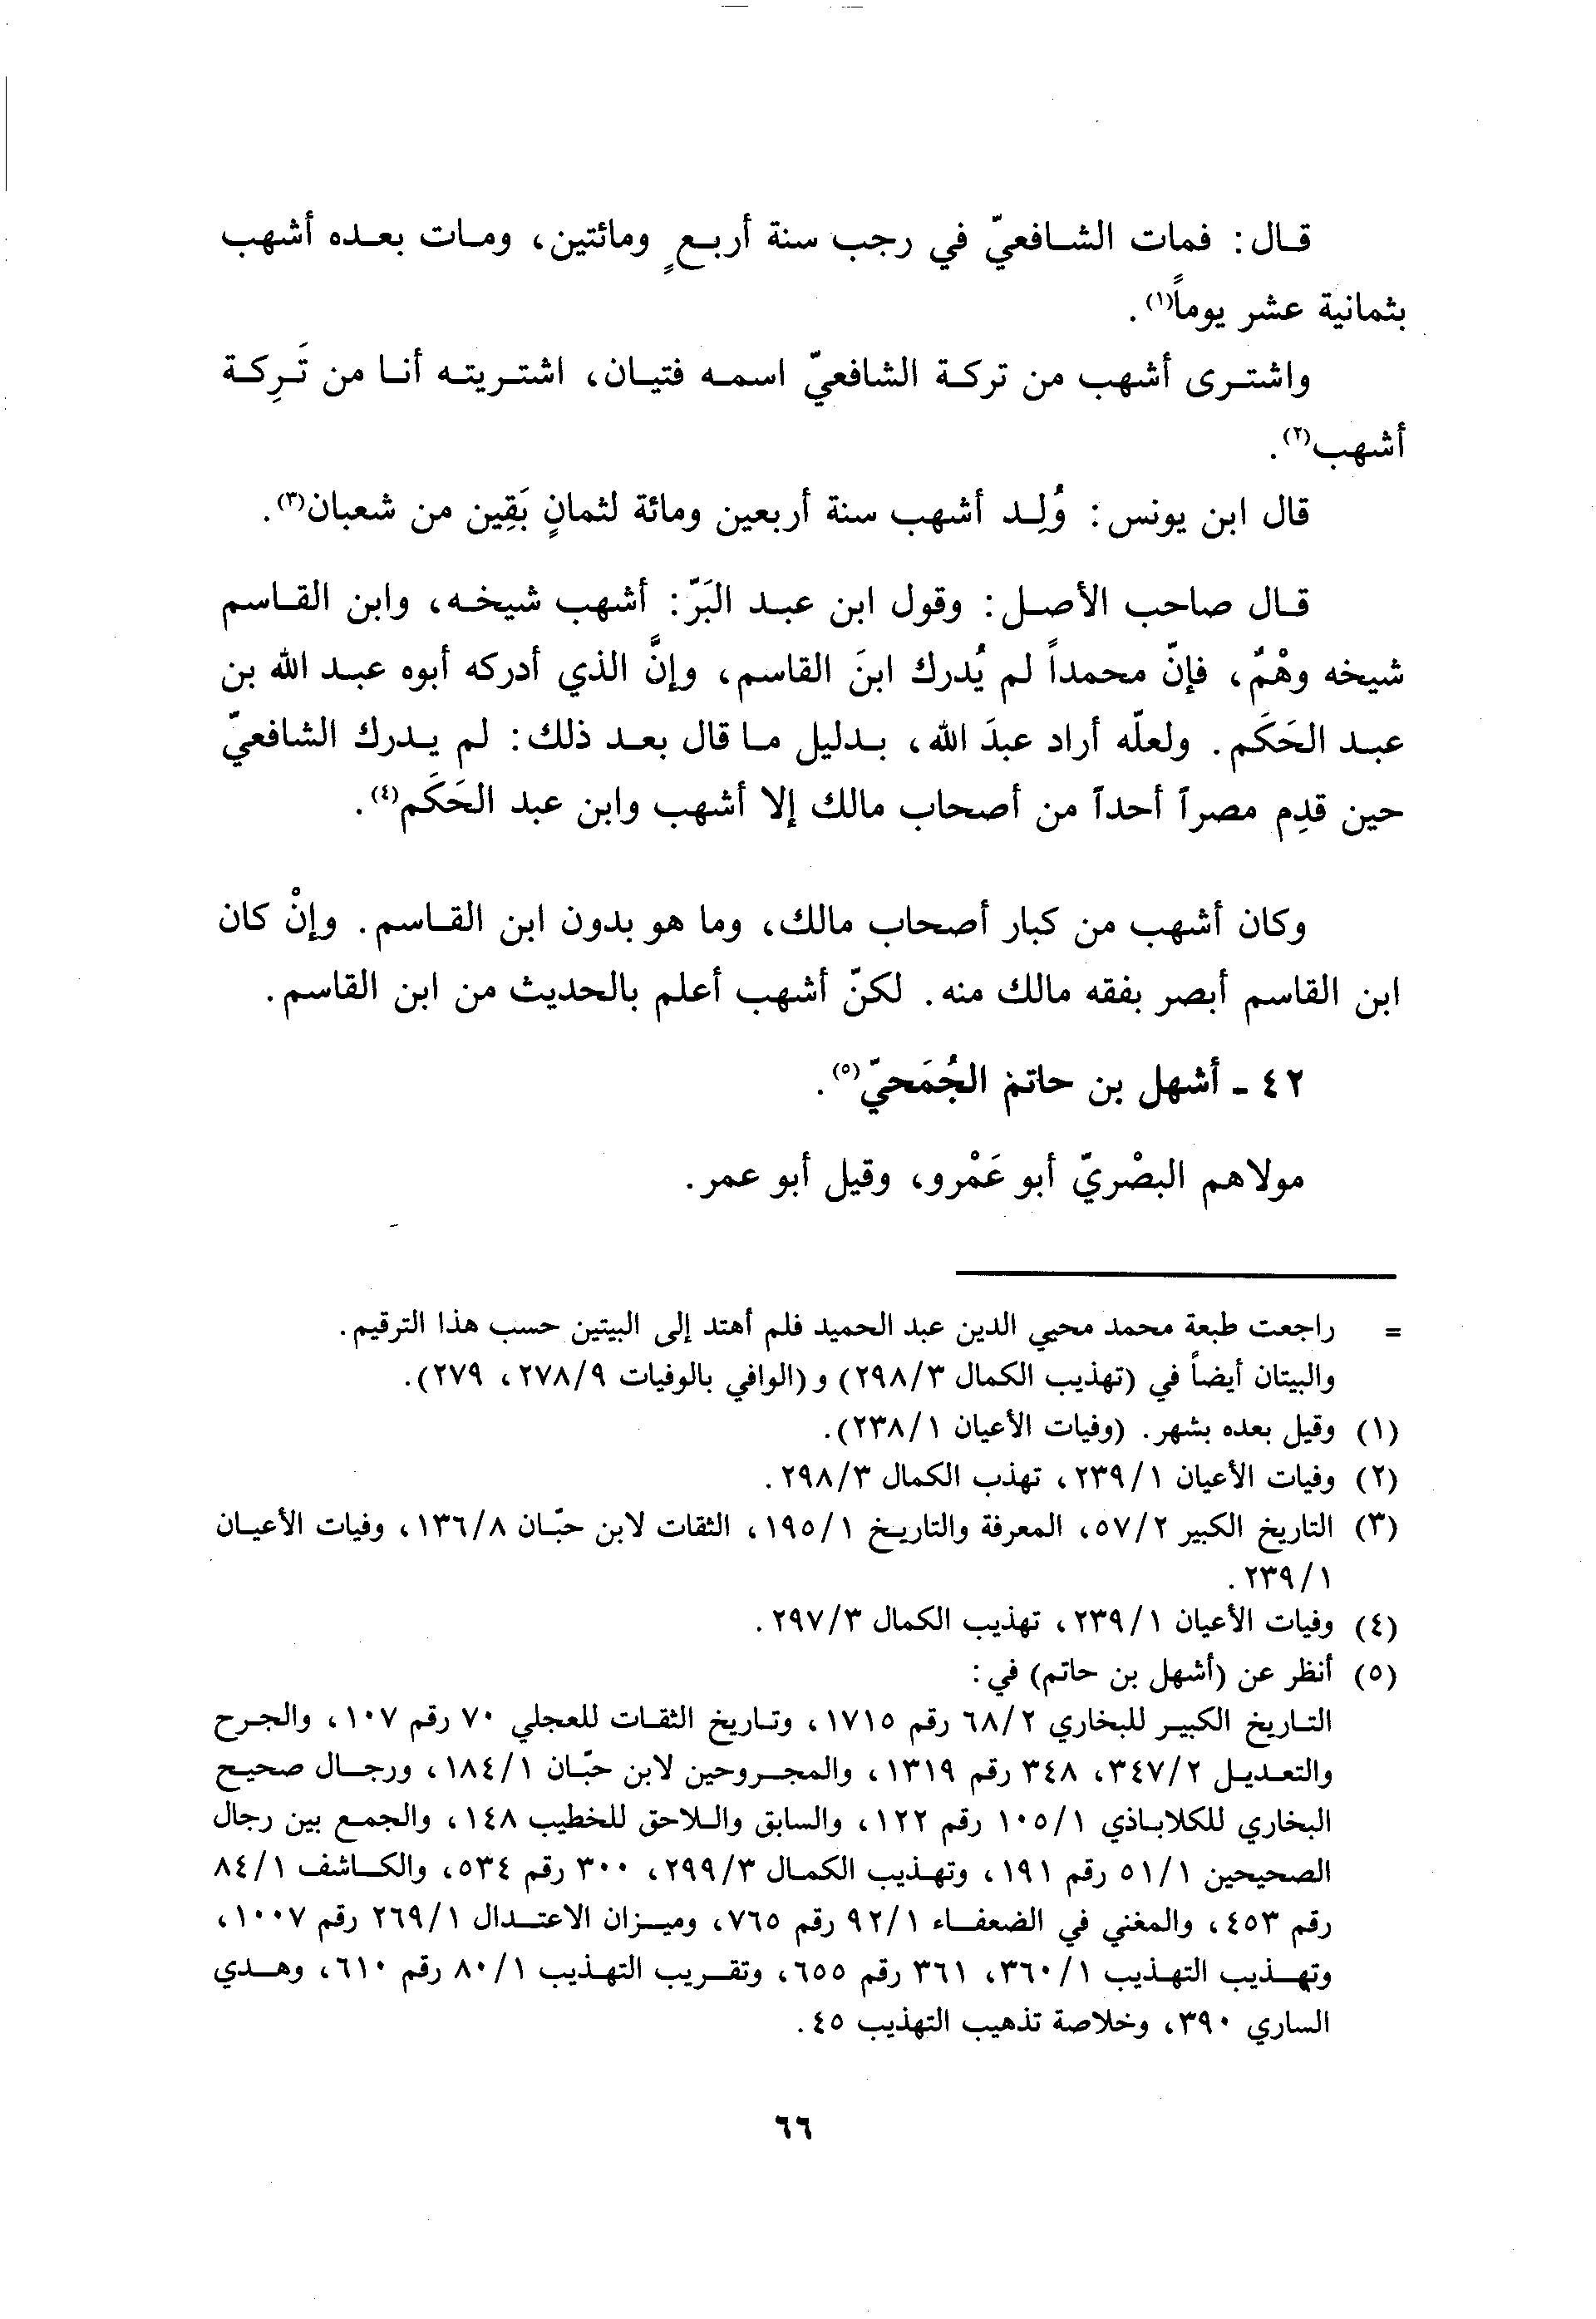 قال: فمات الشافعيّ في رجب سنة أربعٍ ومائتين، ومات بعده أشهب
بثمانية عشر يوماً(١).
واشترى أشهب من تركة الشافعيّ اسمه فتيان، اشتريته أنا من تَرِكة
أشهب(٢).
قال ابن يونس: وُلِد أشهب سنة أربعين ومائة لثمانٍ بَقِين من شعبان(٣).
قال صاحب الأصل: وقول ابن عبد البَرّ: أشهب شيخه، وابن القاسم
شيخه وهْمٌ، فإنّ محمداً لم يُدرك ابنَ القاسم، وإنَّ الذي أدركه أبوه عبد الله بن
عبد الحَكَم. ولعلّه أراد عبدَ الله، بدليل ما قال بعد ذلك: لم يدرك الشافعيّ
حين قدِم مصراً أحداً من أصحاب مالك إلا أشهب وابن عبد الحَكَم(٤).
وكان أشهب من كبار أصحاب مالك، وما هو بدون ابن القاسم. وإنْ كان
ابن القاسم أبصر بفقه مالك منه. لكنّ أشهب أعلم بالحديث من ابن القاسم.
٤٢ - أشهل بن حاتم الجُمَحيّ(٥).
مولاهم البصْريّ أبو عَمْرو، وقيل أبو عمر.
= راجعت طبعة محمد محيي الدين عبد الحميد فلم أهتد إلى البيتين حسب هذا الترقيم.
والبيتان أيضاً في (تهذيب الكمال ٢٩٨/٣) و(الوافي بالوفيات ٢٧٨/٩، ٢٧٩).
(١) وقيل بعده بشهر. (وفيات الأعيان ٢٣٨/١).
(٢) وفيات الأعيان ٢٣٩/١، تهذب الكمال ٢٩٨/٣.
(٣) التاريخ الكبير ٥٧/٢، المعرفة والتاريخ ١٩٥/١، الثقات لابن حبّان ١٣٦/٨، وفيات الأعيان
٢٣٩/١.
(٤) وفيات الأعيان ٢٣٩/١، تهذيب الكمال ٢٩٧/٣.
(٥) أنظر عن (أشهل بن حاتم) في:
التاريخ الكبير للبخاري ٦٨/٢ رقم ١٧١٥، وتاريخ الثقات للعجلي ٧٠ رقم ١٠٧، والجرح
والتعديل ٣٤٧/٢، ٣٤٨ رقم ١٣١٩، والمجروحين لابن حبّان ١٨٤/١، ورجال صحيح
البخاري للكلاباذي ١٠٥/١ رقم ١٢٢، والسابق واللاحق للخطيب ١٤٨، والجمع بين رجال
الصحيحين ٥١/١ رقم ١٩١، وتهذيب الكمال ٢٩٩/٣، ٣٠٠ رقم ٥٣٤، والكاشف ٨٤/١
رقم ٤٥٣، والمغني في الضعفاء ٩٢/١ رقم ٧٦٥، وميزان الاعتدال ٢٦٩/١ رقم ١٠٠٧،
وتهذيب التهذيب ٣٦٠/١، ٣٦١ رقم ٦٥٥، وتقريب التهذيب ٨٠/١ رقم ٦١٠، وهدي
الساري ٣٩٠، وخلاصة تذهيب التهذيب ٤٥.
٦٦